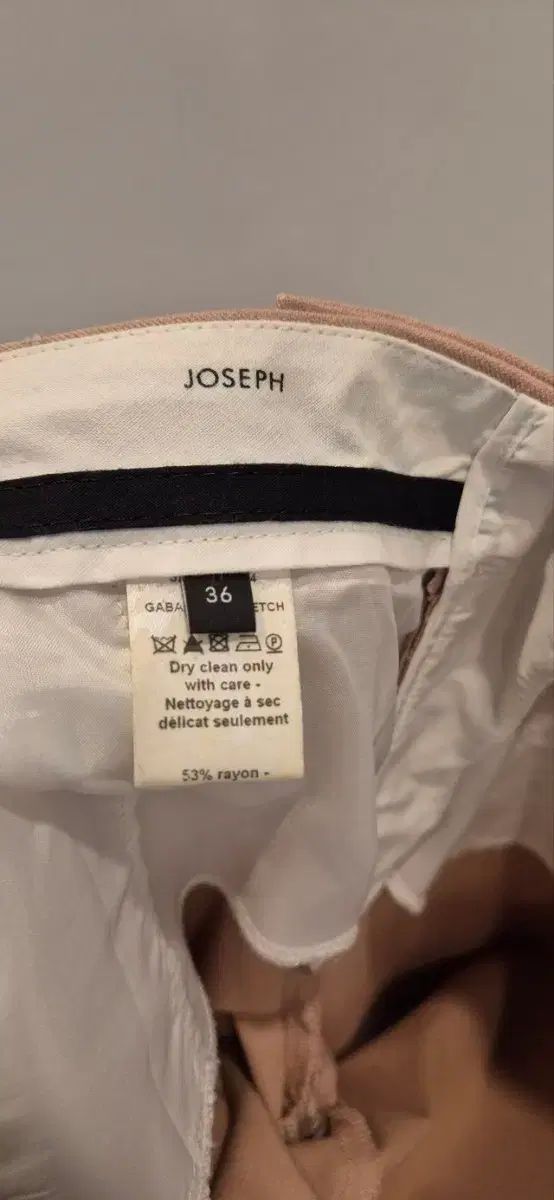 JOSEPH
36
Dry clean only
with care -
Nettoyage à sec
délicat seulement
53% rayon -